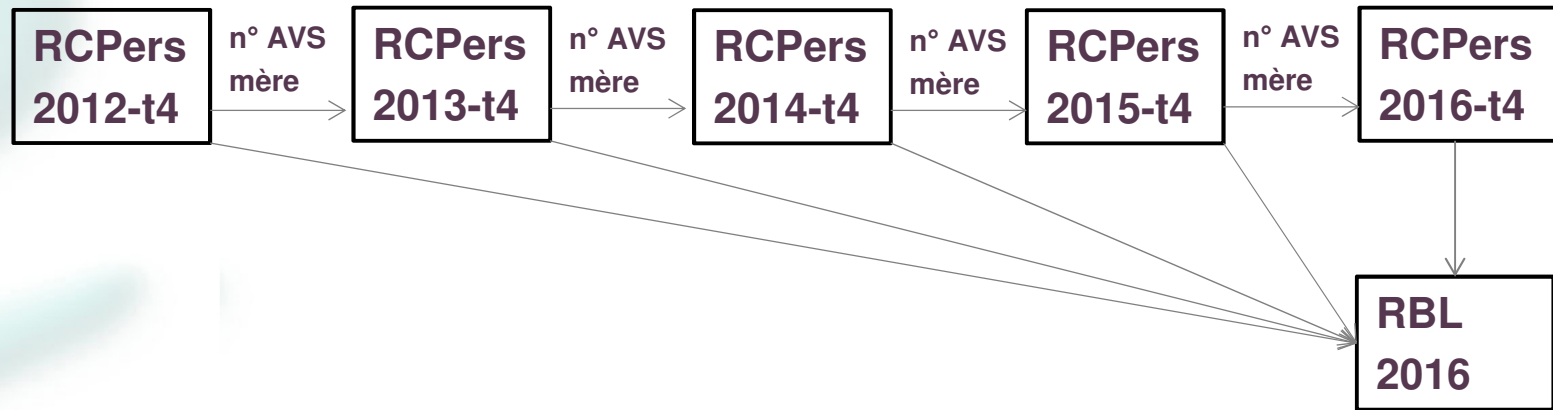 RCPers
2012-t4
n° AVS
mère
RCPers
2013-t4
n° AVS
mère
RCPers
2014-t4
n° AVS
mère
RCPers
2015-t4
n° AVS
mère
RCPers
2016-t4
RBL
2016